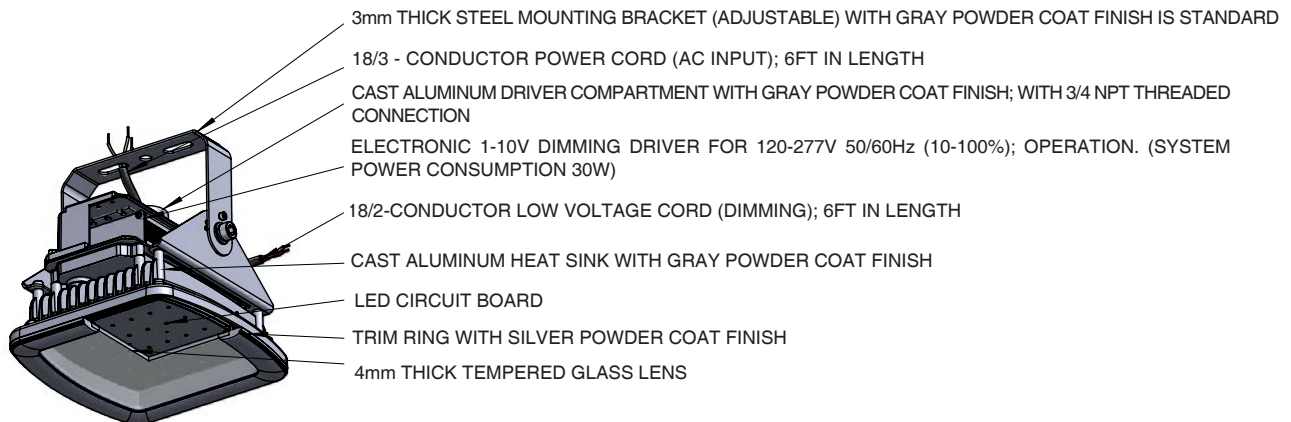 3mm THICK STEEL MOUNTING BRACKET (ADJUSTABLE) WITH GRAY POWDER COAT FINISH IS STANDARD
18/3 - CONDUCTOR POWER CORD (AC INPUT); 6FT IN LENGTH
CAST ALUMINUM DRIVER COMPARTMENT WITH GRAY POWDER COAT FINISH; WITH 3/4 NPT THREADED
CONNECTION
ELECTRONIC 1-10V DIMMING DRIVER FOR 120-277V 50/60Hz (10-100%); OPERATION. (SYSTEM
POWER CONSUMPTION 30W)
18/2-CONDUCTOR LOW VOLTAGE CORD (DIMMING); 6FT IN LENGTH
CAST ALUMINUM HEAT SINK WITH GRAY POWDER COAT FINISH
LED CIRCUIT BOARD
TRIM RING WITH SILVER POWDER COAT FINISH
4mm THICK TEMPERED GLASS LENS